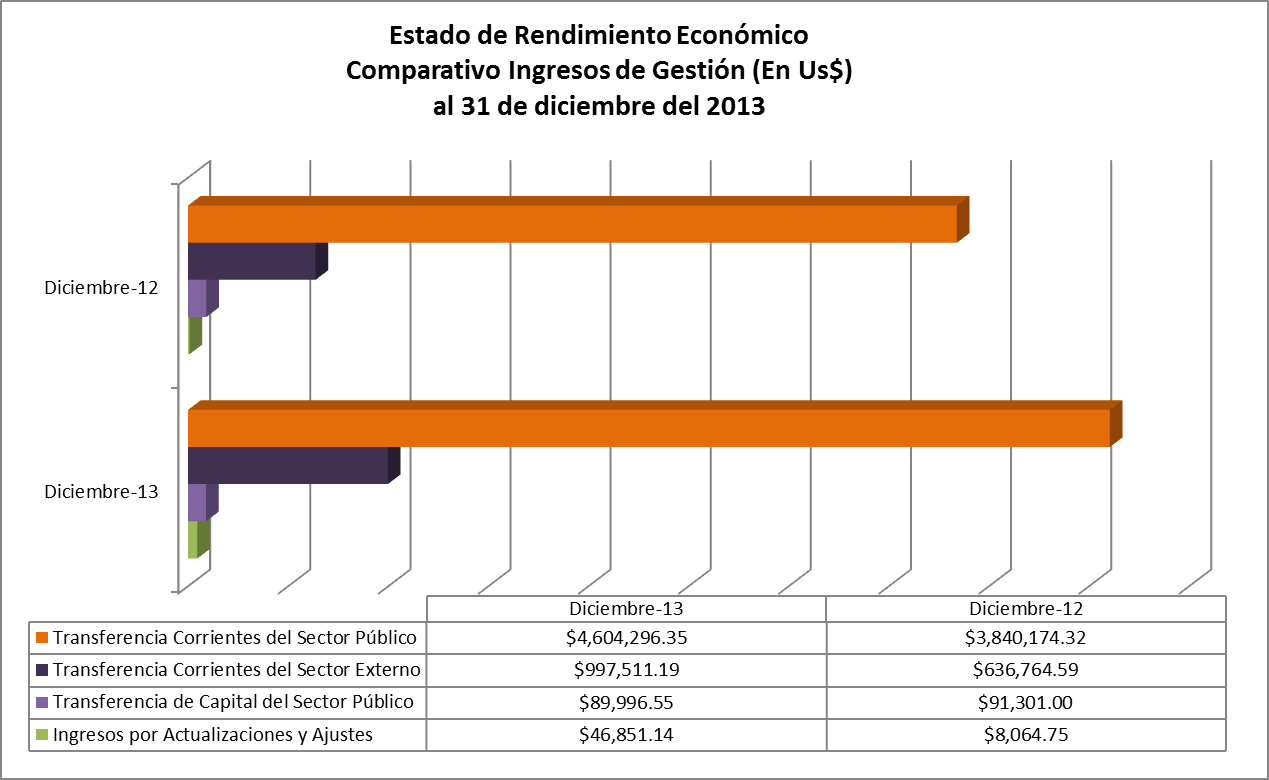 Estado de Rendimiento Económico
Comparativo Ingresos de Gestión (En Us$)
al 31 de diciembre del 2013
Diciembre-12
Diciembre-13
Diciembre-13 Diciembre-12
Transferencia Corrientes del Sector Público $4,604,296.35 $3,840,174.32
Transferencia Corrientes del Sector Externo $997,511.19 $636,764.59
Transferencia de Capital del Sector Público $89,996.55 $91,301.00
Ingresos por Actualizaciones y Ajustes $46,851.14 $8,064.75